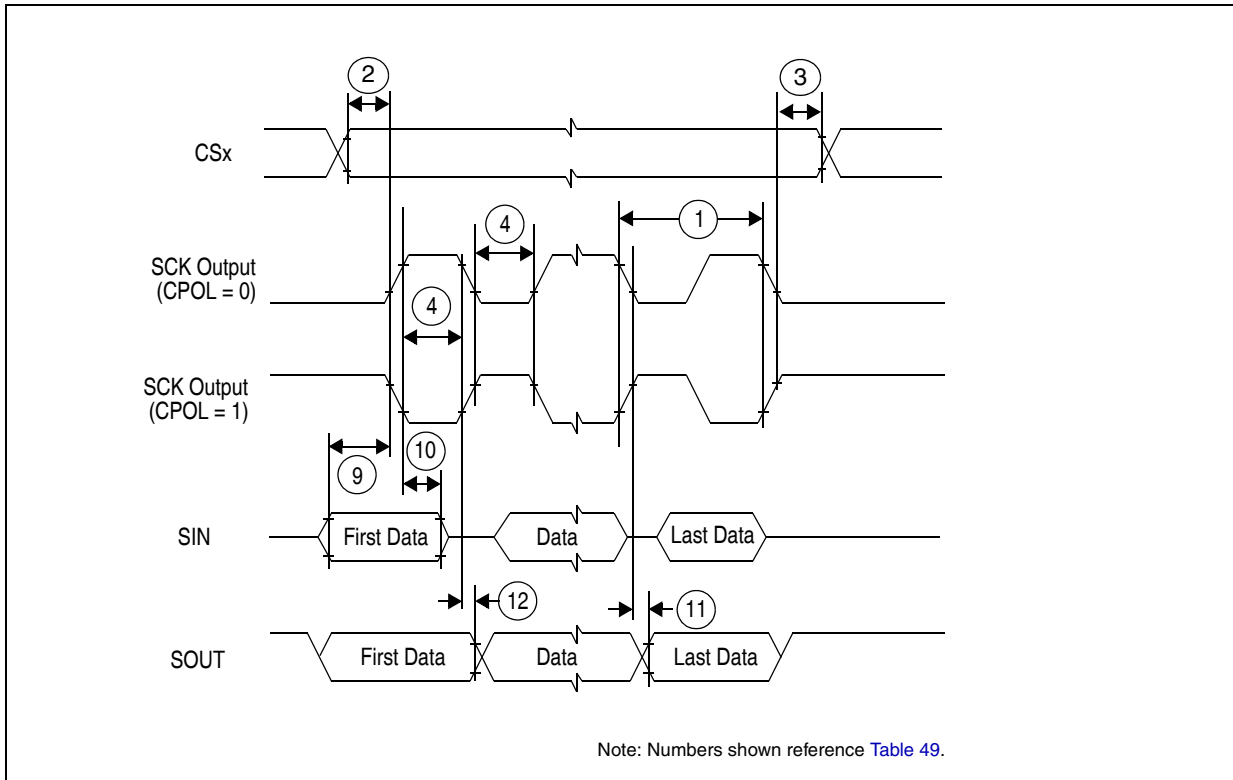 2
3
CSx
1
4
SCK Output
(CPOL = 0)
4
SCK Output
(CPOL = 1)
10
9
SIN
First Data
Data
Last Data
12
11
SOUT
First Data
Data
Last Data
Note: Numbers shown reference Table 49.